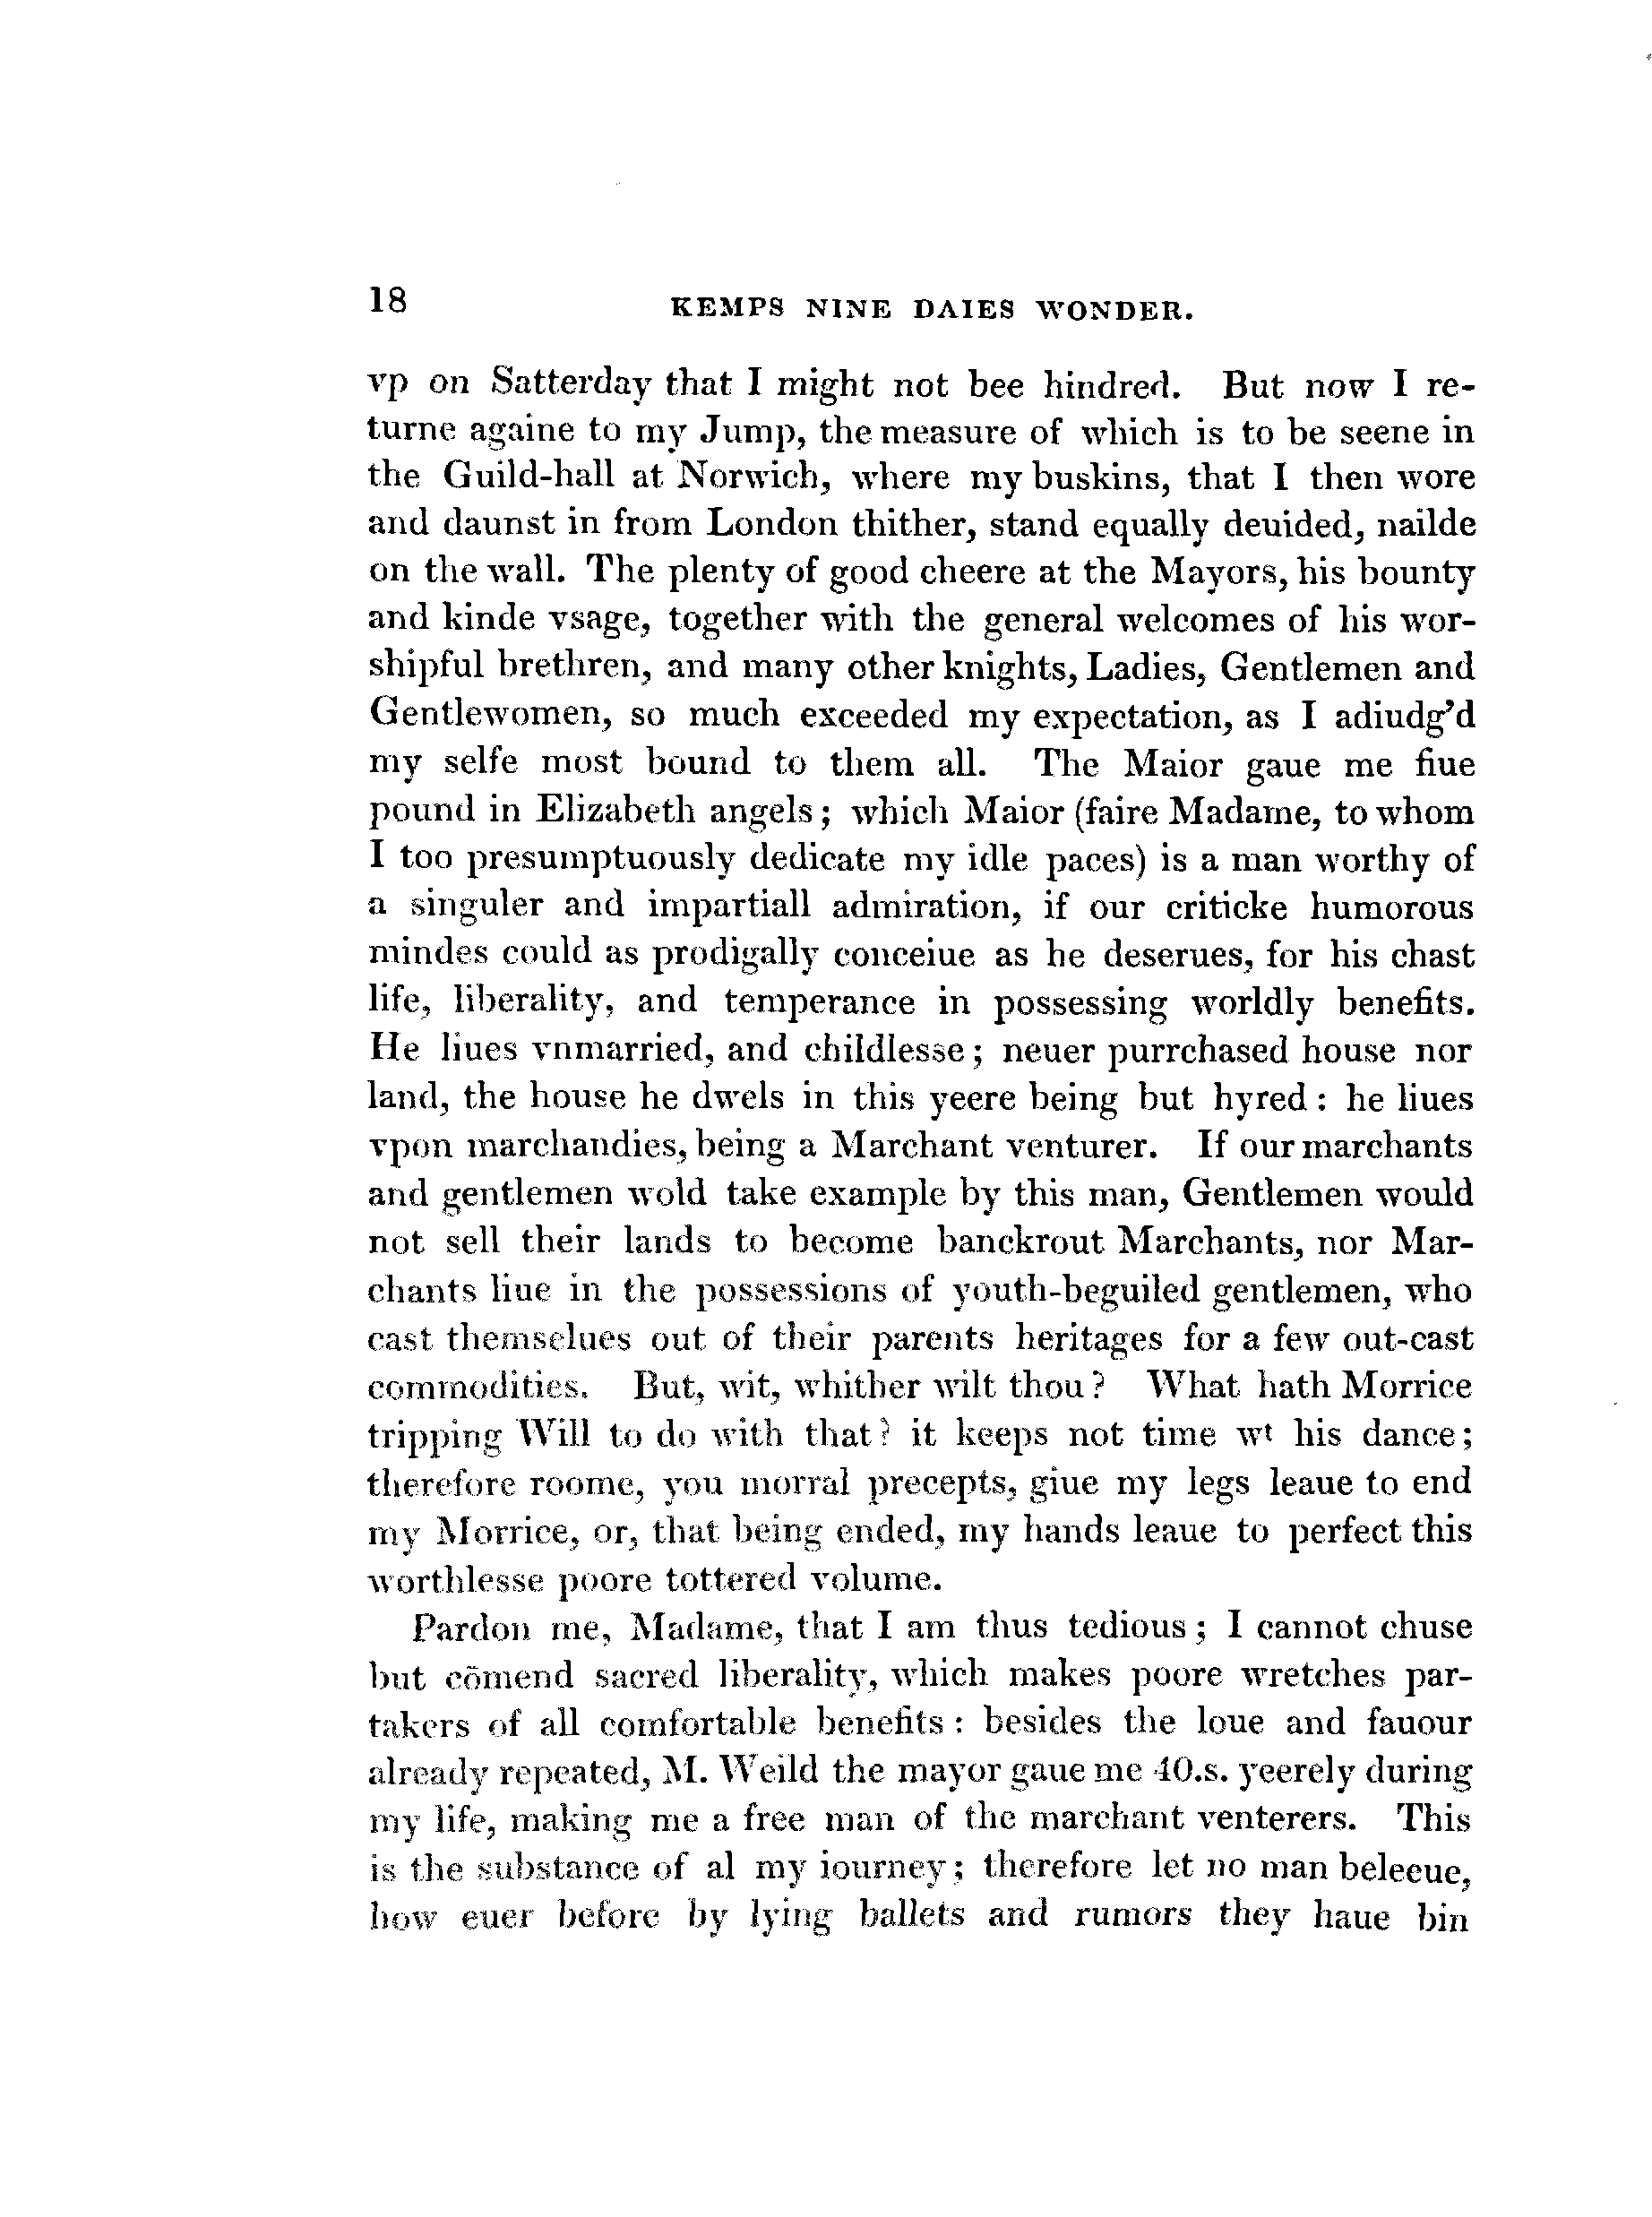 18
KEMPS NINE DAIES WONDER.
vp on Satterday that I might not bee hindred. But now I re-
turne againe to my Jump, the measure of which is to be seene in
the Guild-hall at Norwich, where my buskins, that I then wore
and daunst in from London thither, stand equally deuided, nailde
on the wall. The plenty of good cheere at the Mayors, his bounty
and kinde vsage, together with the general welcomes of his wor-
shipful brethren, and many other knights, Ladies, Gentlemen and
Gentlewomen, so much exceeded my expectation, as I adiudg'd
my selfe most bound to them all. The Maior gaue me fiue
pound in Elizabeth angels; which Maior (faire Madame, to whom
I too presumptuously dedicate my idle paces) is a man worthy of
a singuler and impartiall admiration, if our criticke humorous
mindes could as prodigally conceiue as he deserues, for his chast
life, liberality, and temperance in possessing worldly benefits.
He liues vnmarried, and childlesse; neuer purrchased house nor
land, the house he dwels in this yeere being but hyred: he liues
vpon marchandies, being a Marchant venturer. If our marchants
and gentlemen wold take example by this man, Gentlemen would
not sell their lands to become banckrout Marchants, nor Mar-
chants liue in the possessions of youth-beguiled gentlemen, who
cast themselues out of their parents heritages for a few out-cast
commodities. But, wit, whither wilt thou? What hath Morrice
tripping Will to do with that? it keeps not time wt his dance;
therefore roome, you morral precepts, giue my legs leaue to end
my Morrice, or, that being ended, my hands leaue to perfect this
worthlesse poore tottered volume.
Pardon me, Madame, that I am thus tedious; I cannot chuse
but cōmend sacred liberality, which makes poore wretches par-
takers of all comfortable benefits: besides the loue and fauour
already repeated, M. Weild the mayor gaue me 40.s. yeerely during
my life, making me a free man of the marchant venterers. This
is the substance of al my iourney; therefore let no man beleeue,
how euer before by lying ballets and rumors they haue bin